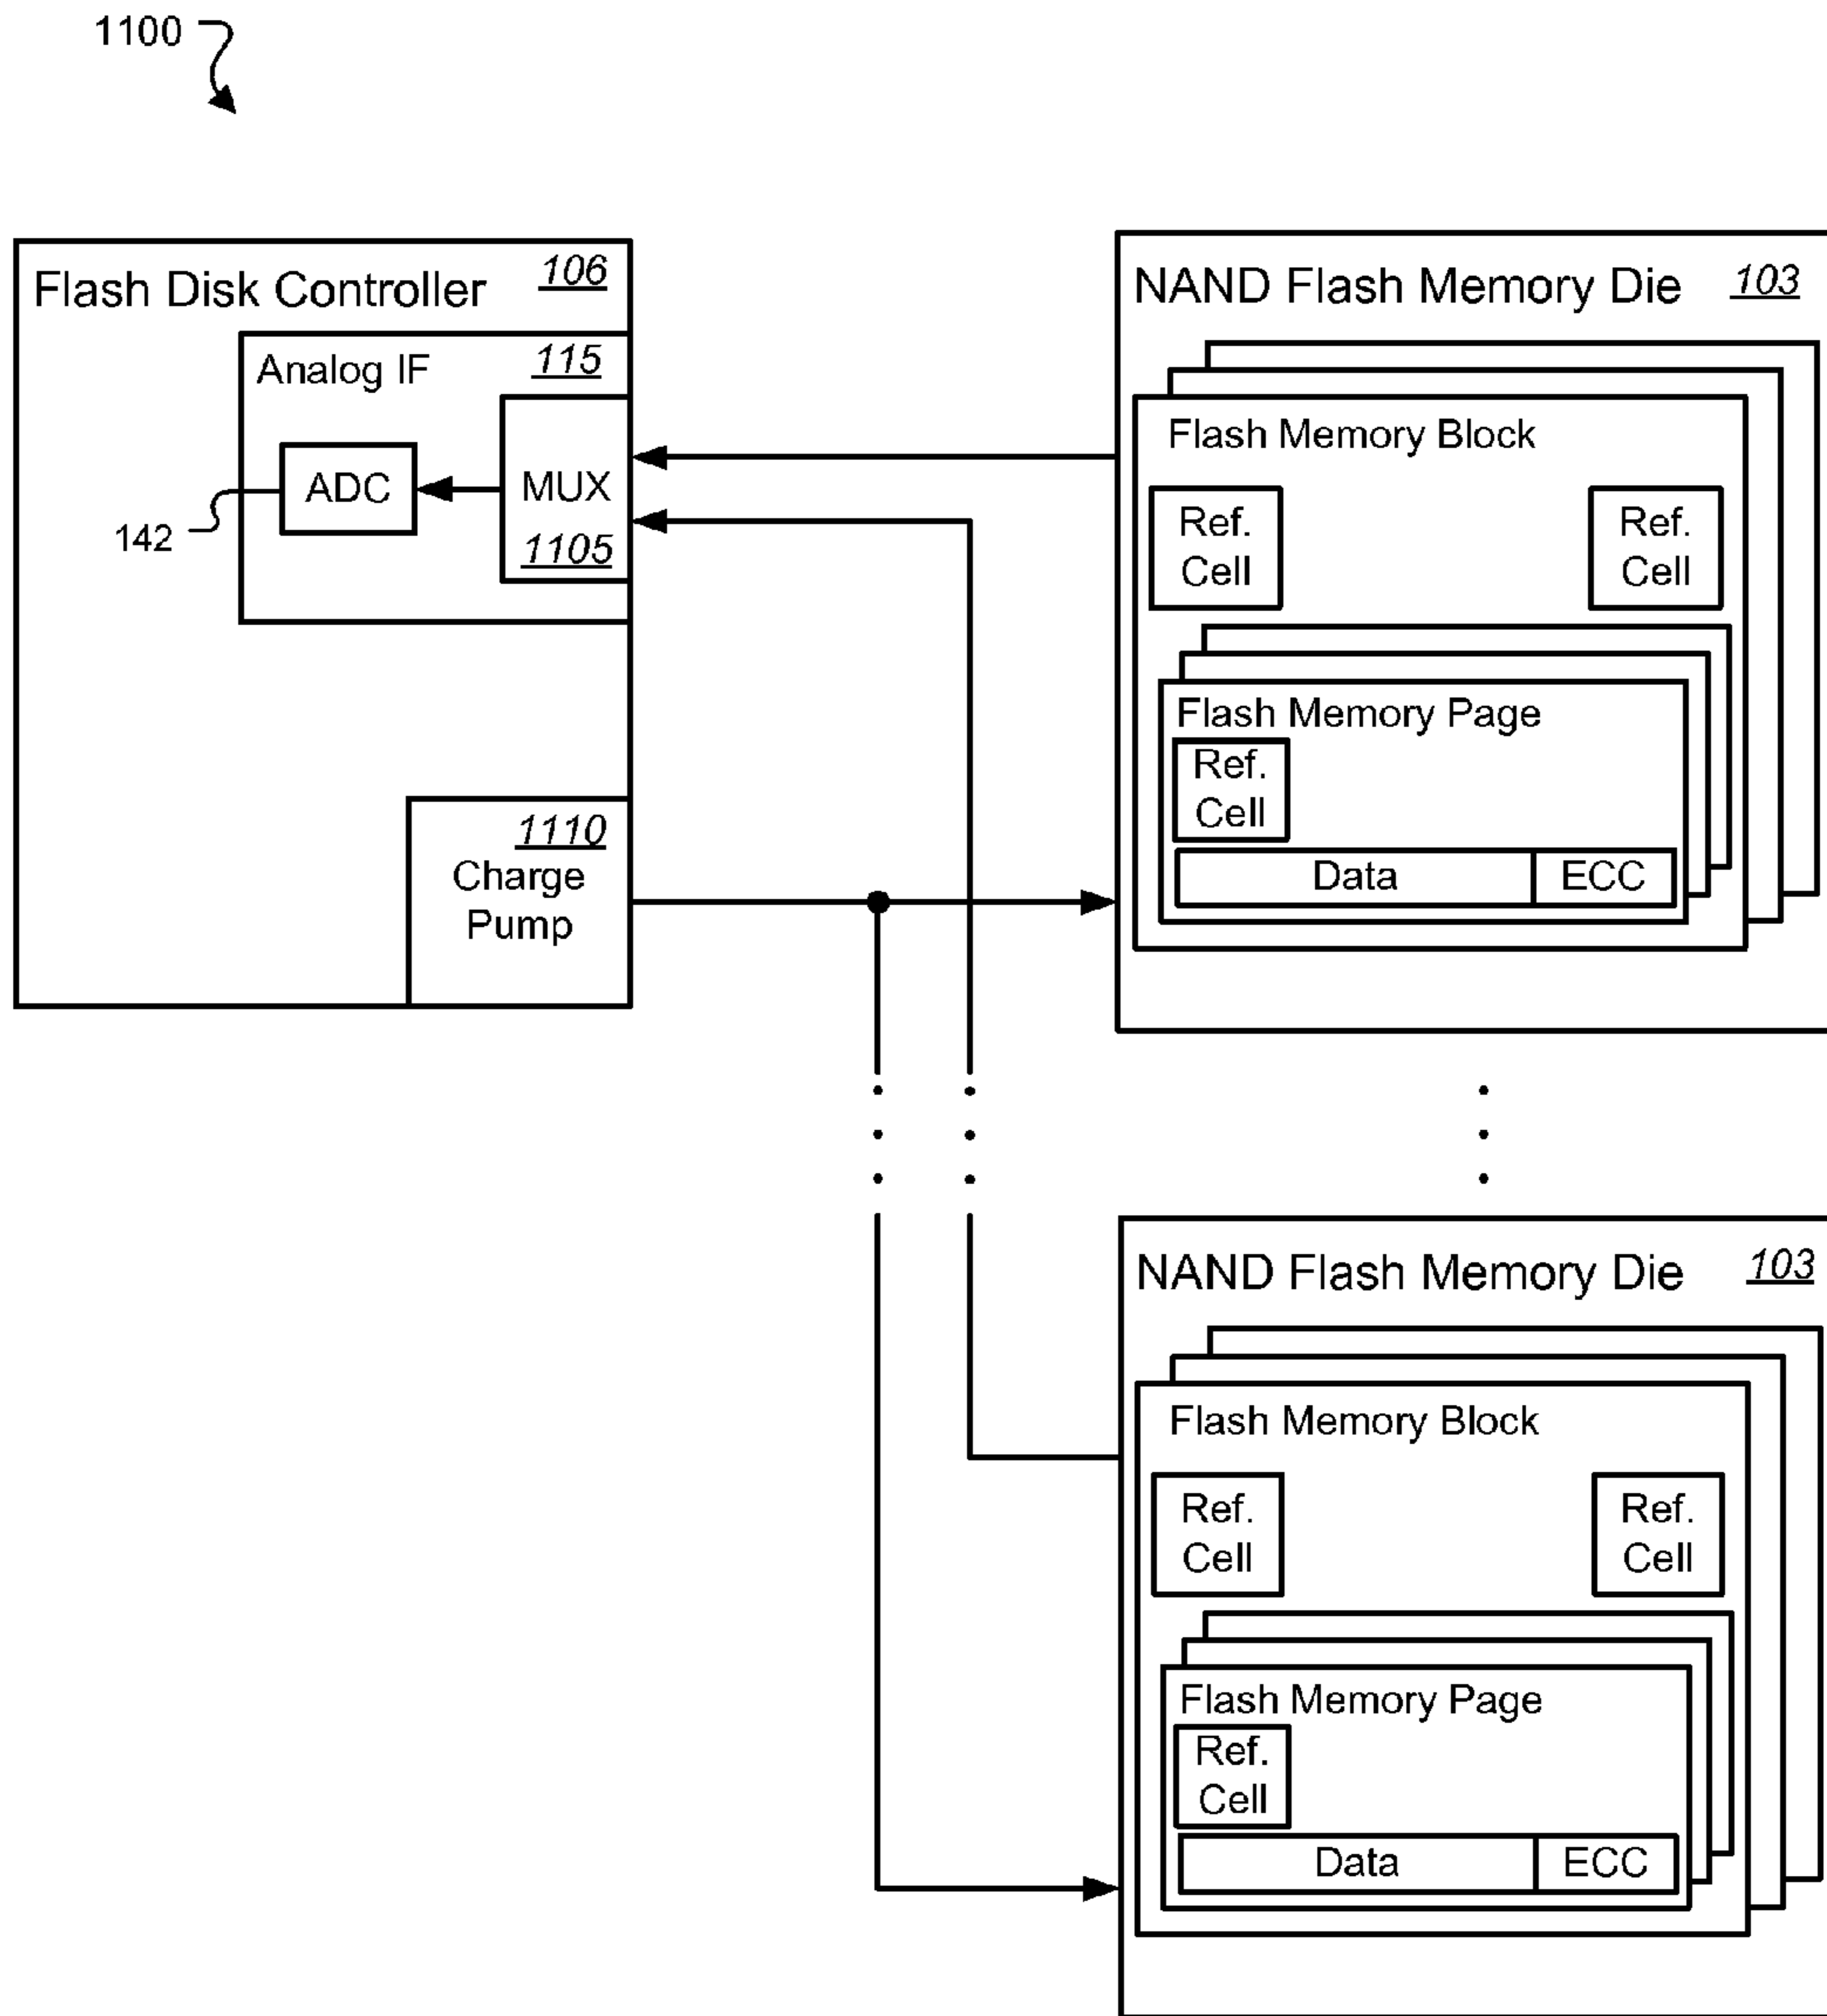 1100
Flash Disk Controller 106
Analog IF 115
ADC
MUX
1105
142
1110
Charge
Pump
NAND Flash Memory Die 103
Flash Memory Block
Ref.
Cell
Ref.
Cell
Flash Memory Page
Ref.
Cell
Data ECC
NAND Flash Memory Die 103
Flash Memory Block
Ref.
Cell
Ref.
Cell
Flash Memory Page
Ref.
Cell
Data ECC